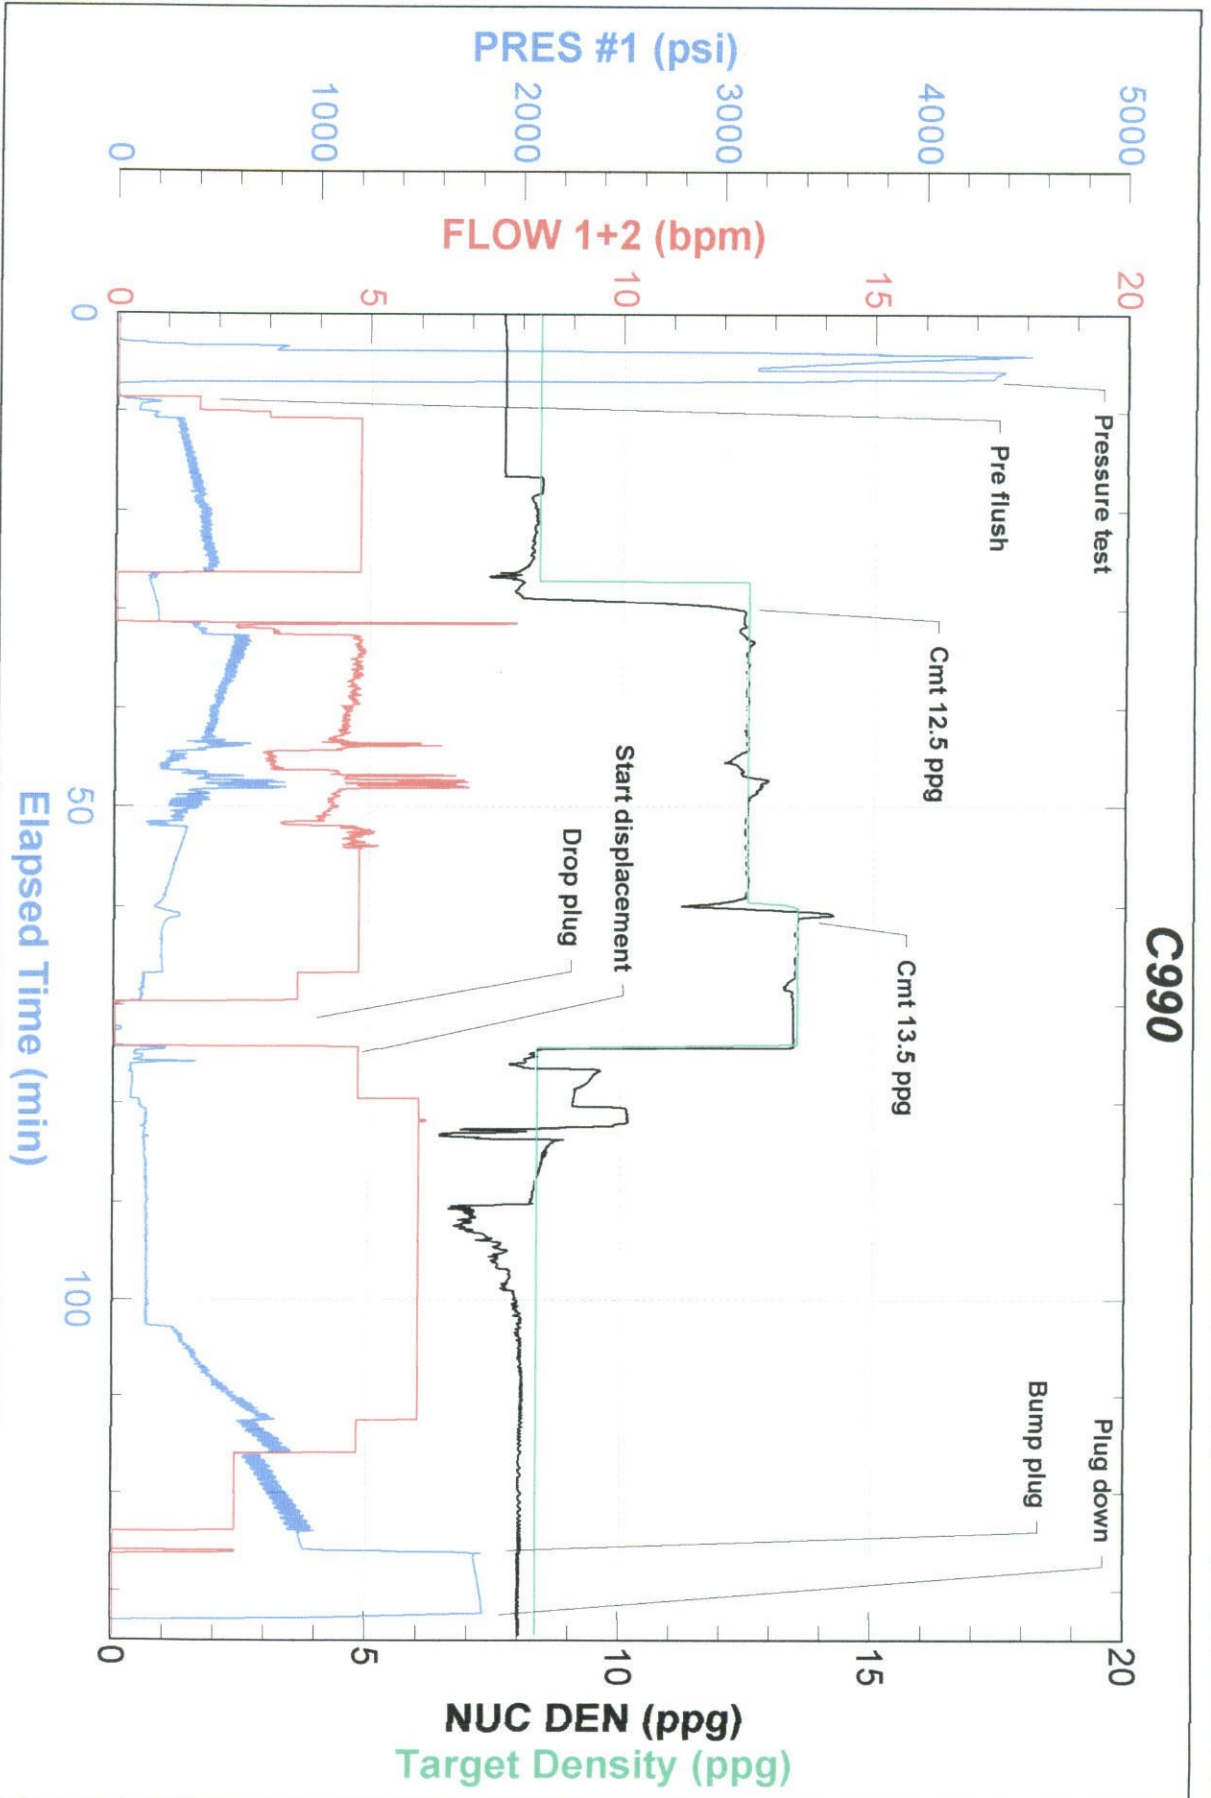 C990
PRES #1 (psi)
5000
4000
3000
2000
1000
0
FLOW 1+2 (bpm)
20
15
10
5
0
Pressure test
Pre flush
Cmt 12.5 ppg
Start displacement
Drop plug
Cmt 13.5 ppg
Bump plug
Plug down
0
50
100
Elapsed Time (min)
20
15
10
5
0
NUC DEN (ppg)
Target Density (ppg)